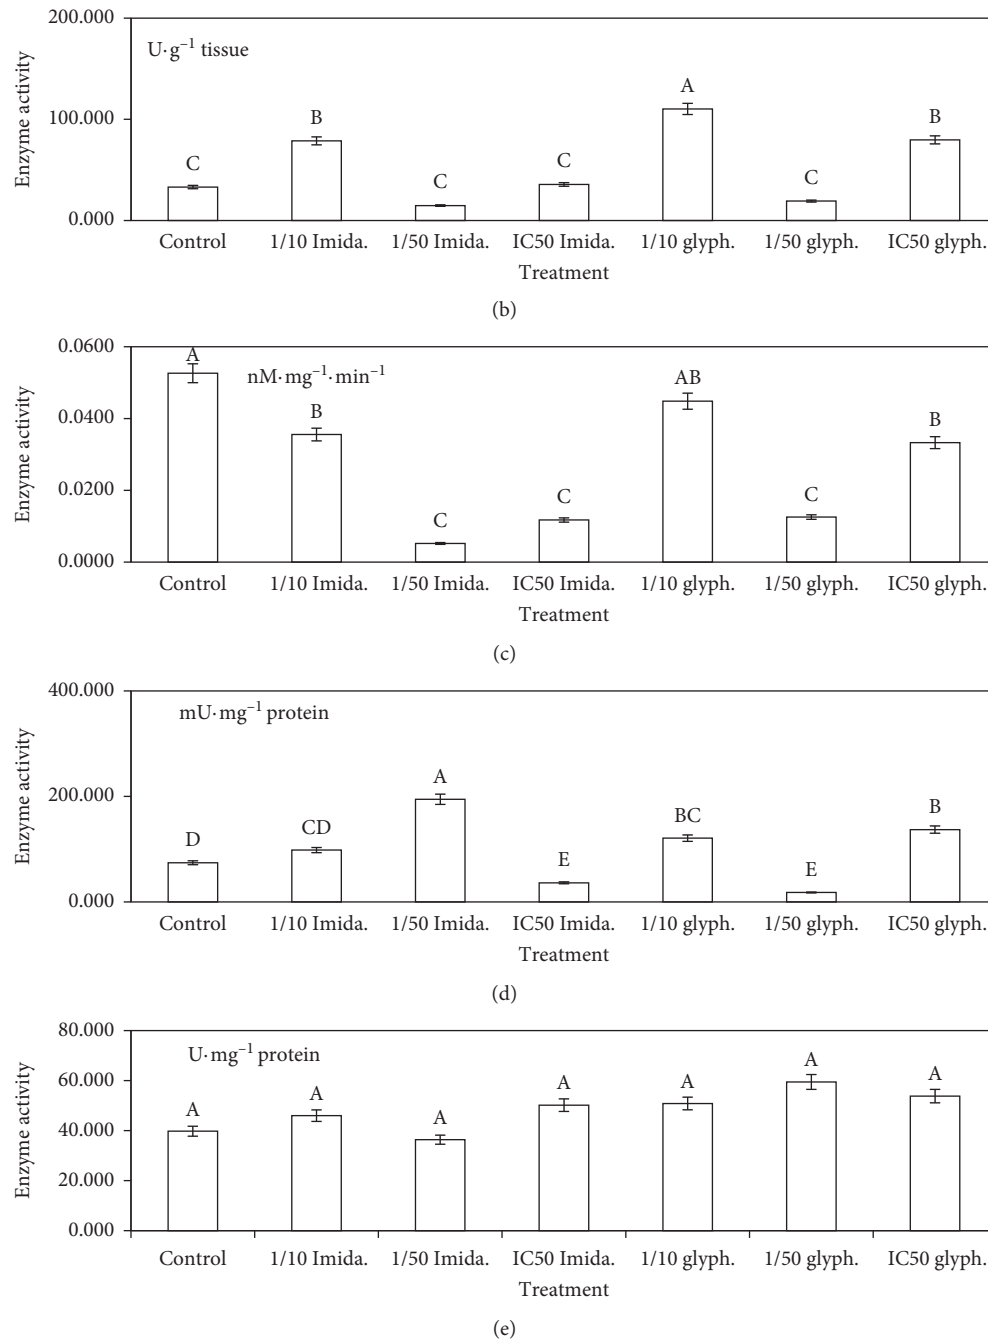 200.000
U·g⁻¹ tissue
A
100.000
B
B
C
C
C
C
0.000
Enzyme activity
Control 1/10 Imida. 1/50 Imida. IC50 Imida. 1/10 glyph. 1/50 glyph. IC50 glyph.
Treatment
(b)
0.0600
A
nM·mg⁻¹·min⁻¹
AB
0.0400
B
B
0.0200
C
C
C
0.0000
Enzyme activity
Control 1/10 Imida. 1/50 Imida. IC50 Imida. 1/10 glyph. 1/50 glyph. IC50 glyph.
Treatment
(c)
400.000
mU·mg⁻¹ protein
200.000
D
CD
A
E
BC
E
B
0.000
Enzyme activity
Control 1/10 Imida. 1/50 Imida. IC50 Imida. 1/10 glyph. 1/50 glyph. IC50 glyph.
Treatment
(d)
80.000
U·mg⁻¹ protein
60.000
A
A
A
A
A
A
A
40.000
20.000
0.000
Enzyme activity
Control 1/10 Imida. 1/50 Imida. IC50 Imida. 1/10 glyph. 1/50 glyph. IC50 glyph.
Treatment
(e)